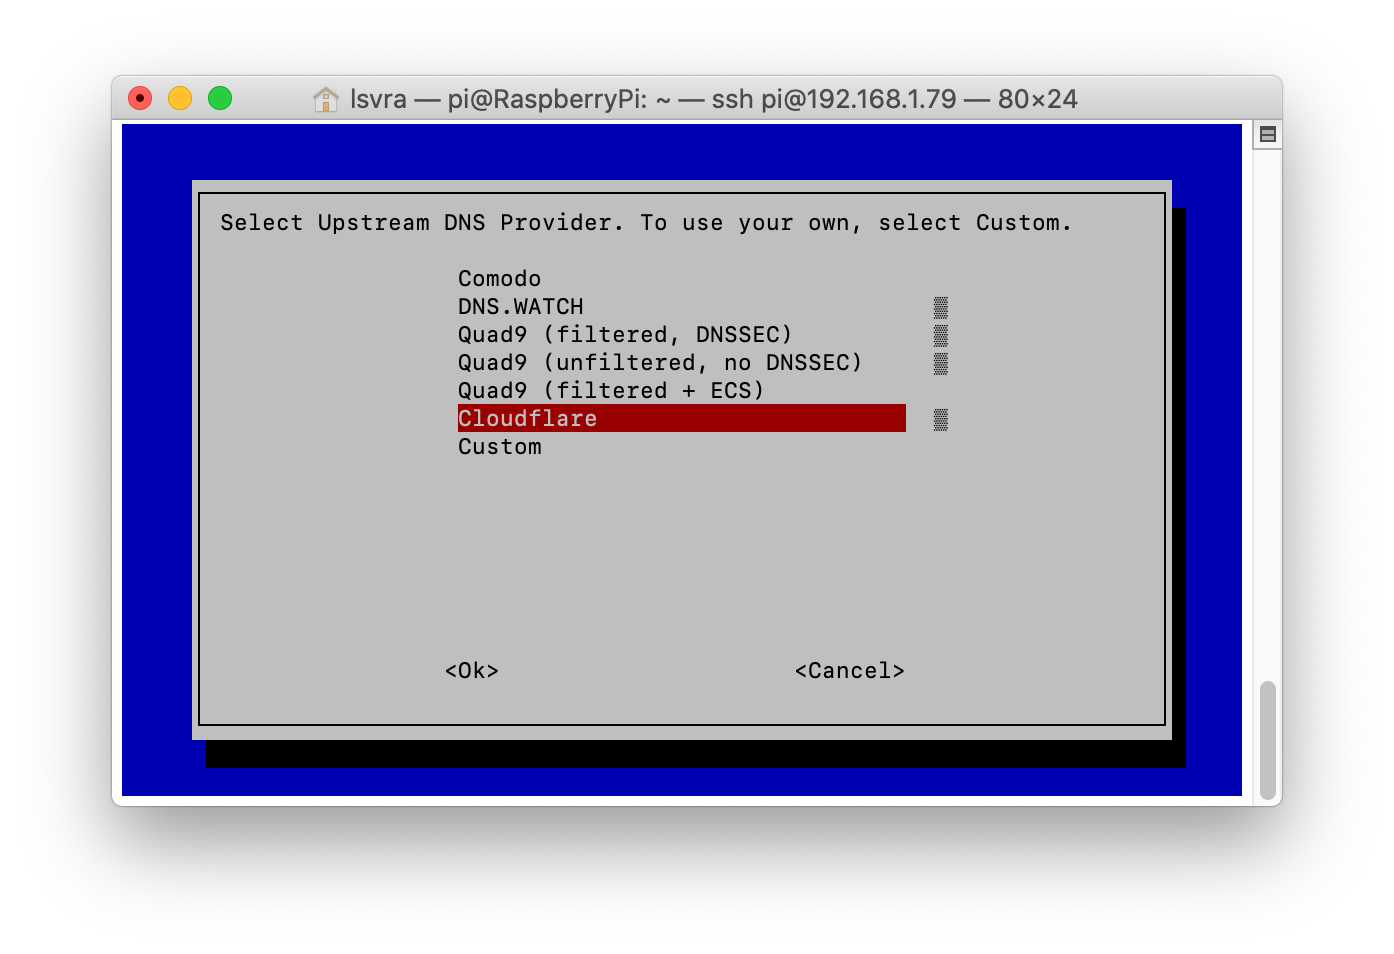 lsvra — pi@RaspberryPi: ~ — ssh pi@192.168.1.79 — 80×24
Select Upstream DNS Provider. To use your own, select Custom.
Comodo
DNS.WATCH
Quad9 (filtered, DNSSEC)
Quad9 (unfiltered, no DNSSEC)
Quad9 (filtered + ECS)
Cloudflare
Custom
<Ok> <Cancel>